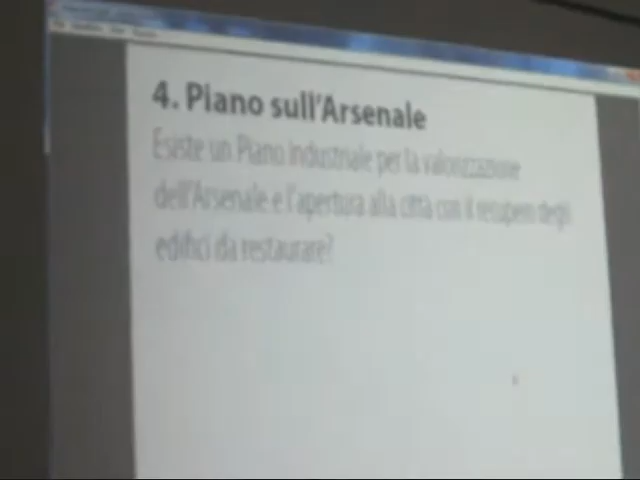 4. Piano sull'Arsenale
Esiste un Piano industriale per la valorizzazione
dell'Arsenale e l'apertura alla città con il recupero degli
edifici da restaurare?